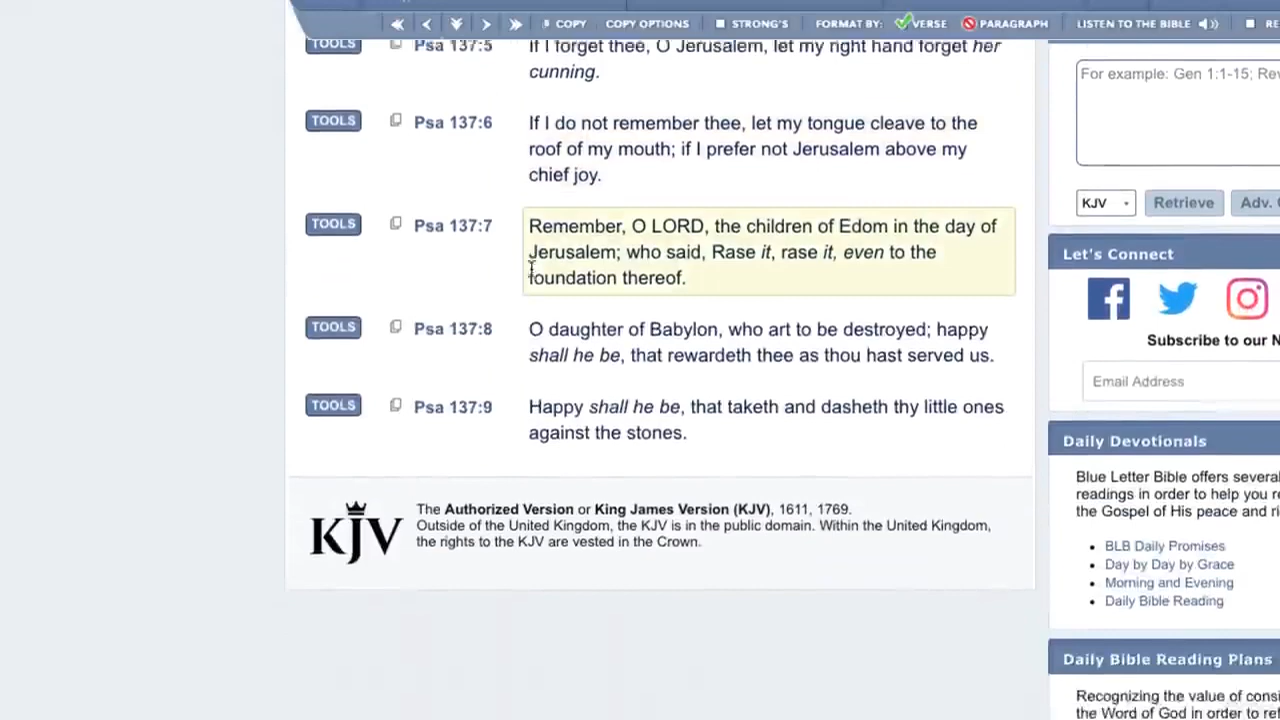 COPY COPY OPTIONS STRONG'S FORMAT BY: VERSE PARAGRAPH LISTEN TO THE BIBLE
TOOLS Psa 137:5 If I forget thee, O Jerusalem, let my right hand forget her
cunning.
TOOLS Psa 137:6 If I do not remember thee, let my tongue cleave to the
roof of my mouth; if I prefer not Jerusalem above my
chief joy.
TOOLS Psa 137:7 Remember, O LORD, the children of Edom in the day of
Jerusalem; who said, Rase it, rase it, even to the
foundation thereof.
TOOLS Psa 137:8 O daughter of Babylon, who art to be destroyed; happy
shall he be, that rewardeth thee as thou hast served us.
TOOLS Psa 137:9 Happy shall he be, that taketh and dasheth thy little ones
against the stones.
KJV
The Authorized Version or King James Version (KJV), 1611, 1769.
Outside of the United Kingdom, the KJV is in the public domain. Within the United Kingdom,
the rights to the KJV are vested in the Crown.
For example: Gen 1:1-15;
KJV Retrieve Adv.
Let's Connect
Subscribe to our
Email Address
Daily Devotionals
Blue Letter Bible offers several
readings in order to help you
the Gospel of His peace and
BLB Daily Promises
Day by Day by Grace
Morning and Evening
Daily Bible Reading
Daily Bible Reading Plans
Recognizing the value of
the Word of God in order to